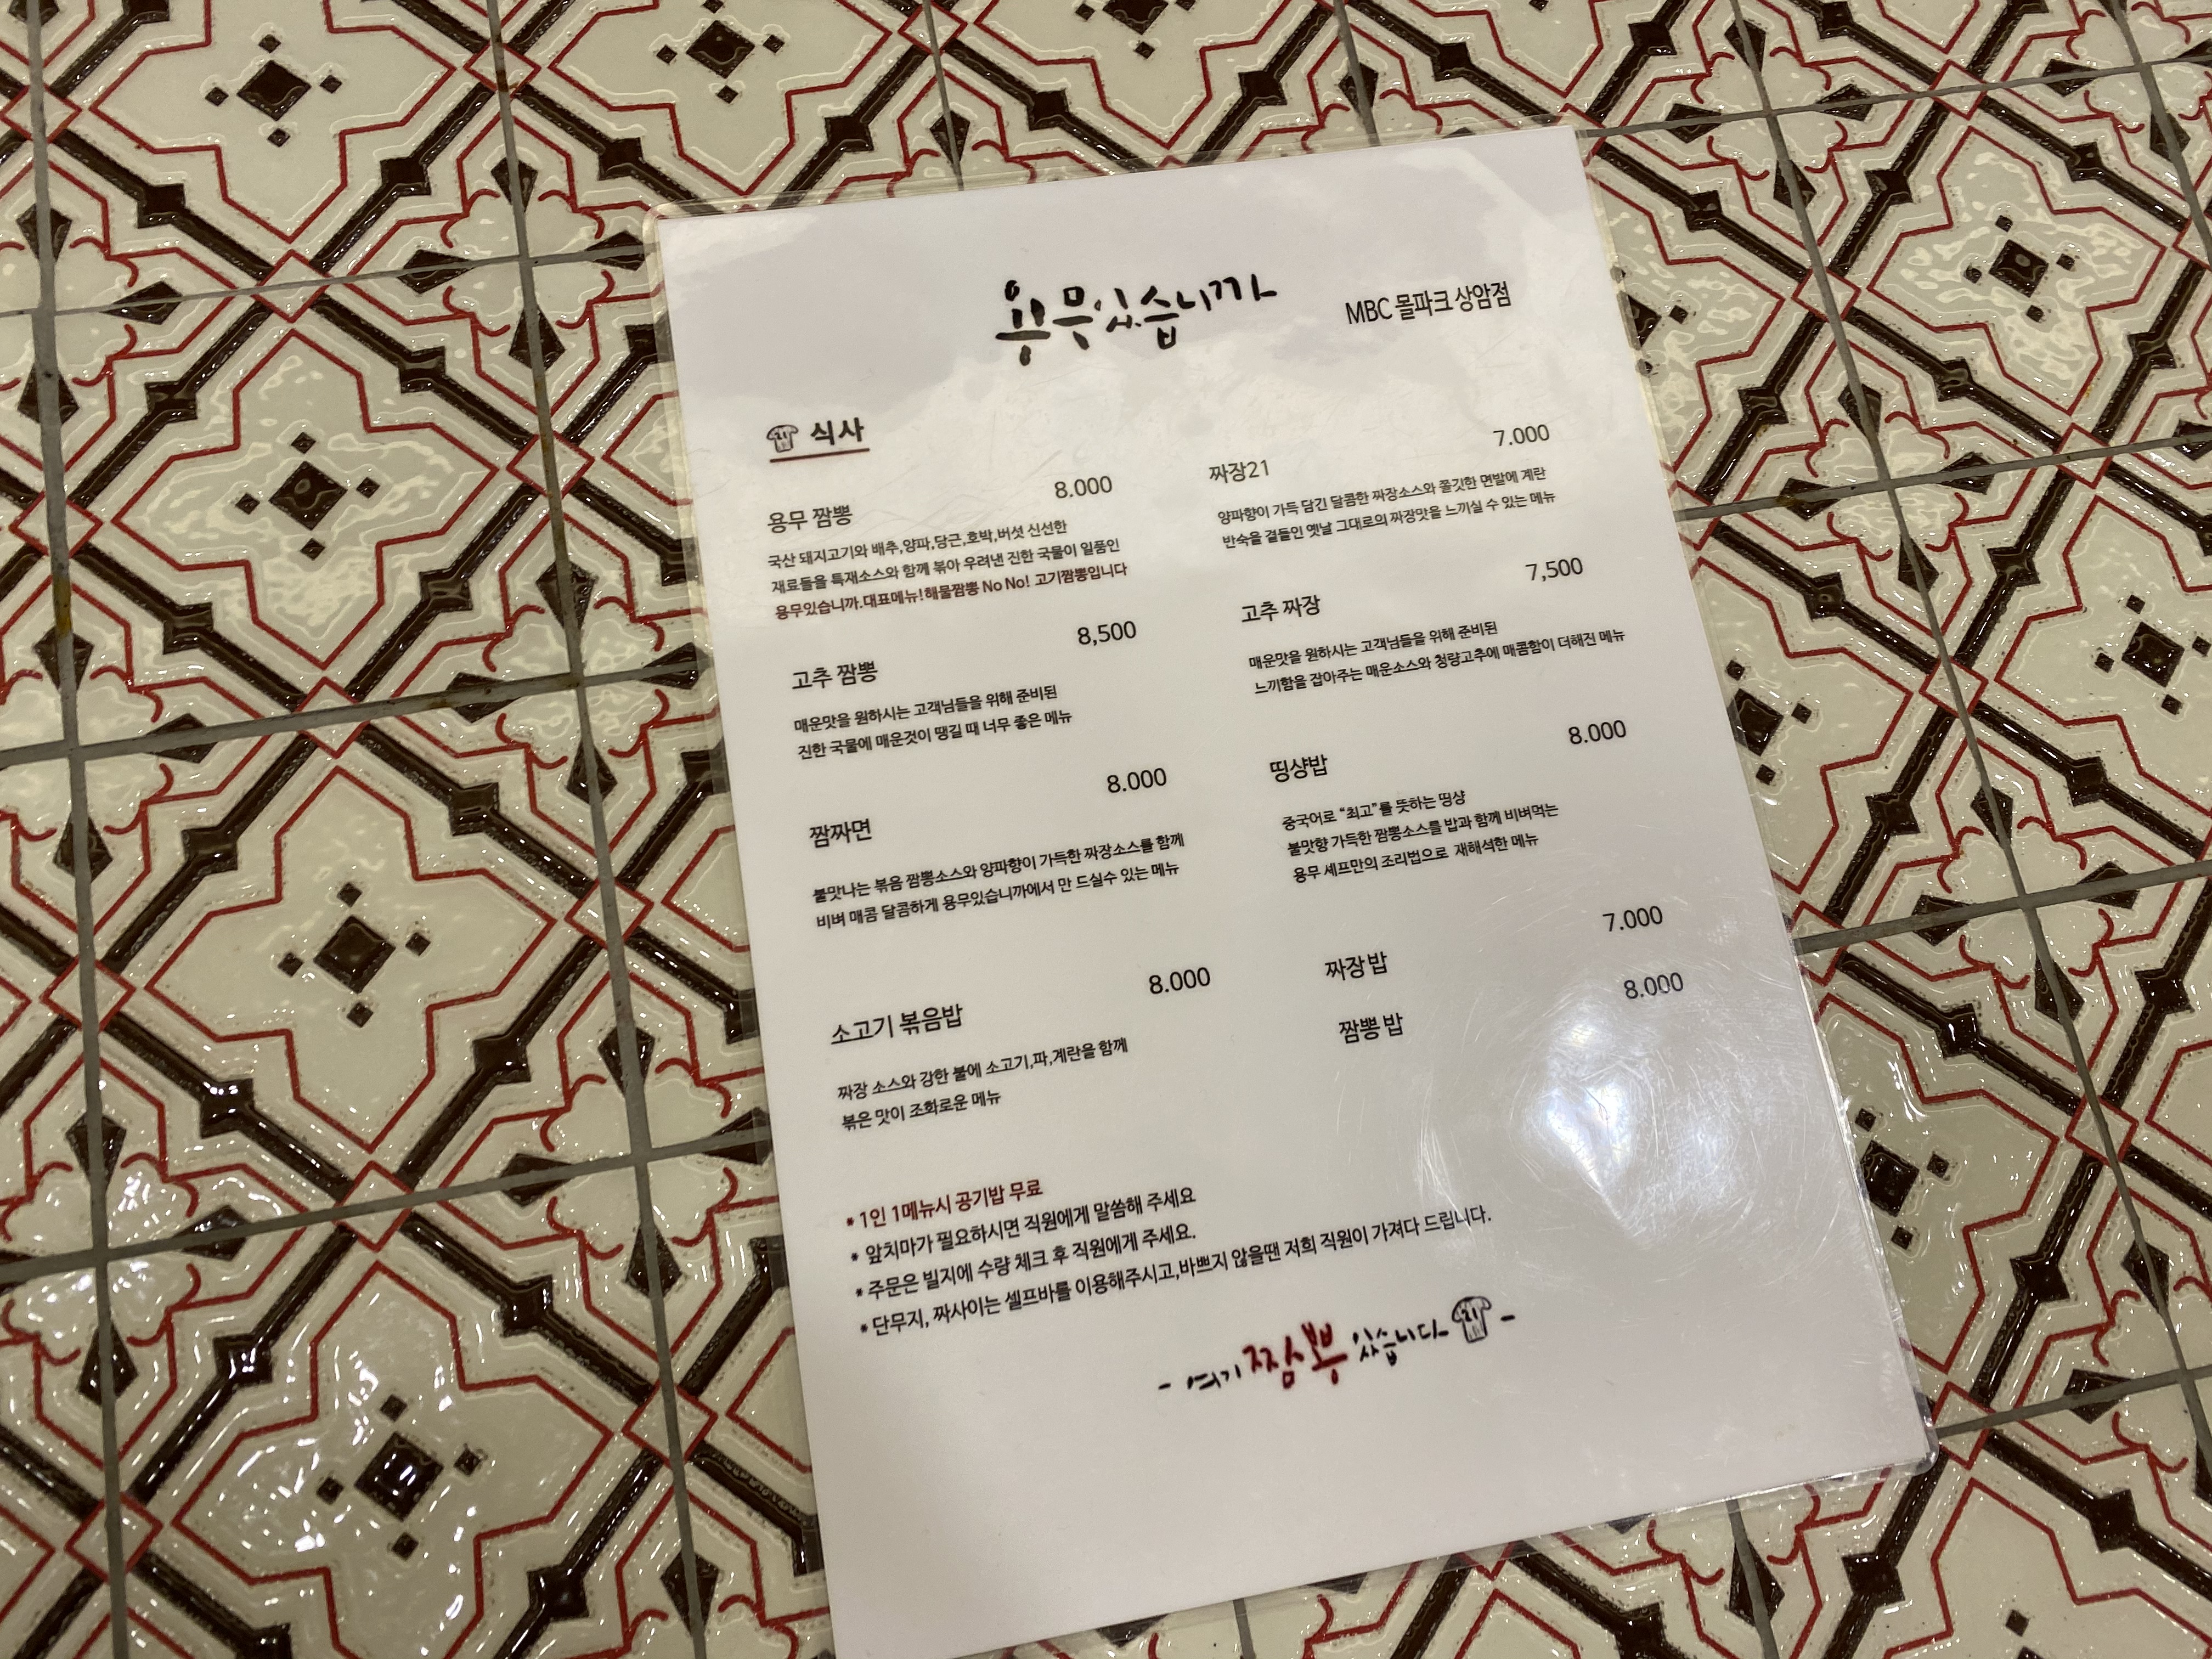 용무있습니까
MBC 몰파크 상암점
식사
용무 짬뽕
8.000
국산 돼지고기와 배추,양파,당근,호박,버섯 신선한
재료들을 특재소스와 함께 볶아 우려낸 진한 국물이 일품인
용무있습니까.대표메뉴!해물짬뽕 No No! 고기짬뽕입니다
고추 짬뽕
8,500
매운맛을 원하시는 고객님들을 위해 준비된
진한 국물에 매운것이 땡길 때 너무 좋은 메뉴
짬짜면
8.000
불맛나는 볶음 짬뽕소스와 양파향이 가득한 짜장소스를 함께
비벼 매콤 달콤하게 용무있습니까에서 만 드실수 있는 메뉴
소고기 볶음밥
8.000
짜장 소스와 강한 불에 소고기,파,계란을 함께
볶은 맛이 조화로운 메뉴
짜장21
7.000
양파향이 가득 담긴 달콤한 짜장소스와 쫄깃한 면발에 계란
반숙을 곁들인 옛날 그대로의 짜장맛을 느끼실 수 있는 메뉴
고추 짜장
7,500
매운맛을 원하시는 고객님들을 위해 준비된
느끼함을 잡아주는 매운소스와 청량고추에 매콤함이 더해진 메뉴
띵샹밥
8.000
중국어로 "최고"를 뜻하는 띵샹
불맛향 가득한 짬뽕소스를 밥과 함께 비벼먹는
용무 셰프만의 조리법으로 재해석한 메뉴
짜장 밥
7.000
짬뽕 밥
8.000
* 1인 1메뉴시 공기밥 무료
* 앞치마가 필요하시면 직원에게 말씀해 주세요
* 주문은 빌지에 수량 체크 후 직원에게 주세요.
* 단무지, 짜사이는 셀프바를 이용해주시고,바쁘지 않을땐 저희 직원이 가져다 드립니다.
- 여기 짬뽕 있습니다 21 -